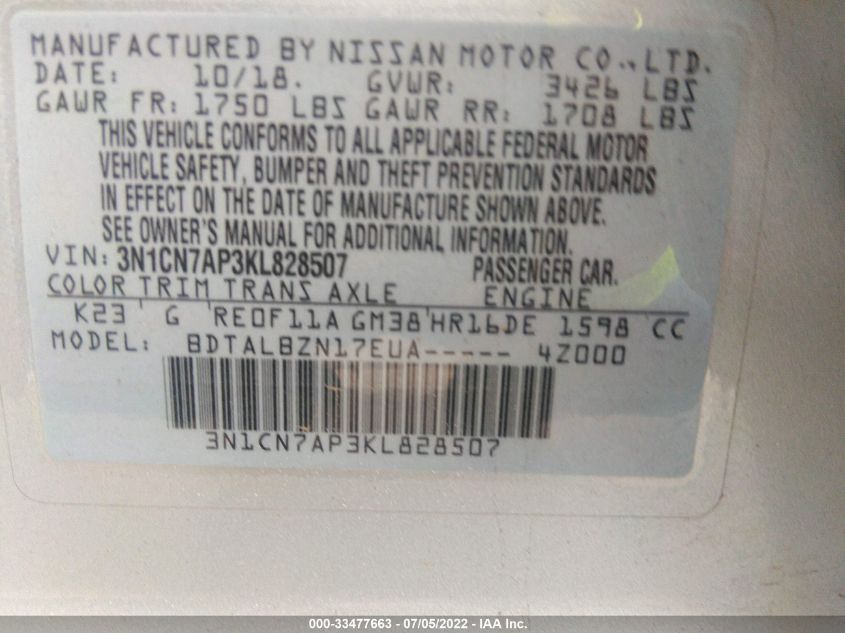 MANUFACTURED BY NISSAN MOTOR CO., LTD.
DATE: 10/18. GVWR: 3426 LBS
GAWR FR: 1750 LBS GAWR RR: 1708 LBS
THIS VEHICLE CONFORMS TO ALL APPLICABLE FEDERAL MOTOR
VEHICLE SAFETY, BUMPER AND THEFT PREVENTION STANDARDS
IN EFFECT ON THE DATE OF MANUFACTURE SHOWN ABOVE.
SEE OWNER'S MANUAL FOR ADDITIONAL INFORMATION.
VIN: 3N1CN7AP3KL828507 PASSENGER CAR.
COLOR TRIM TRANS AXLE ENGINE
K23 G RE0F11A GM38 HR16DE 1598 CC
MODEL: BDTALBZN17EUA----- 4Z000
3N1CN7AP3KL828507
000-33477663 - 07/05/2022 - IAA Inc.